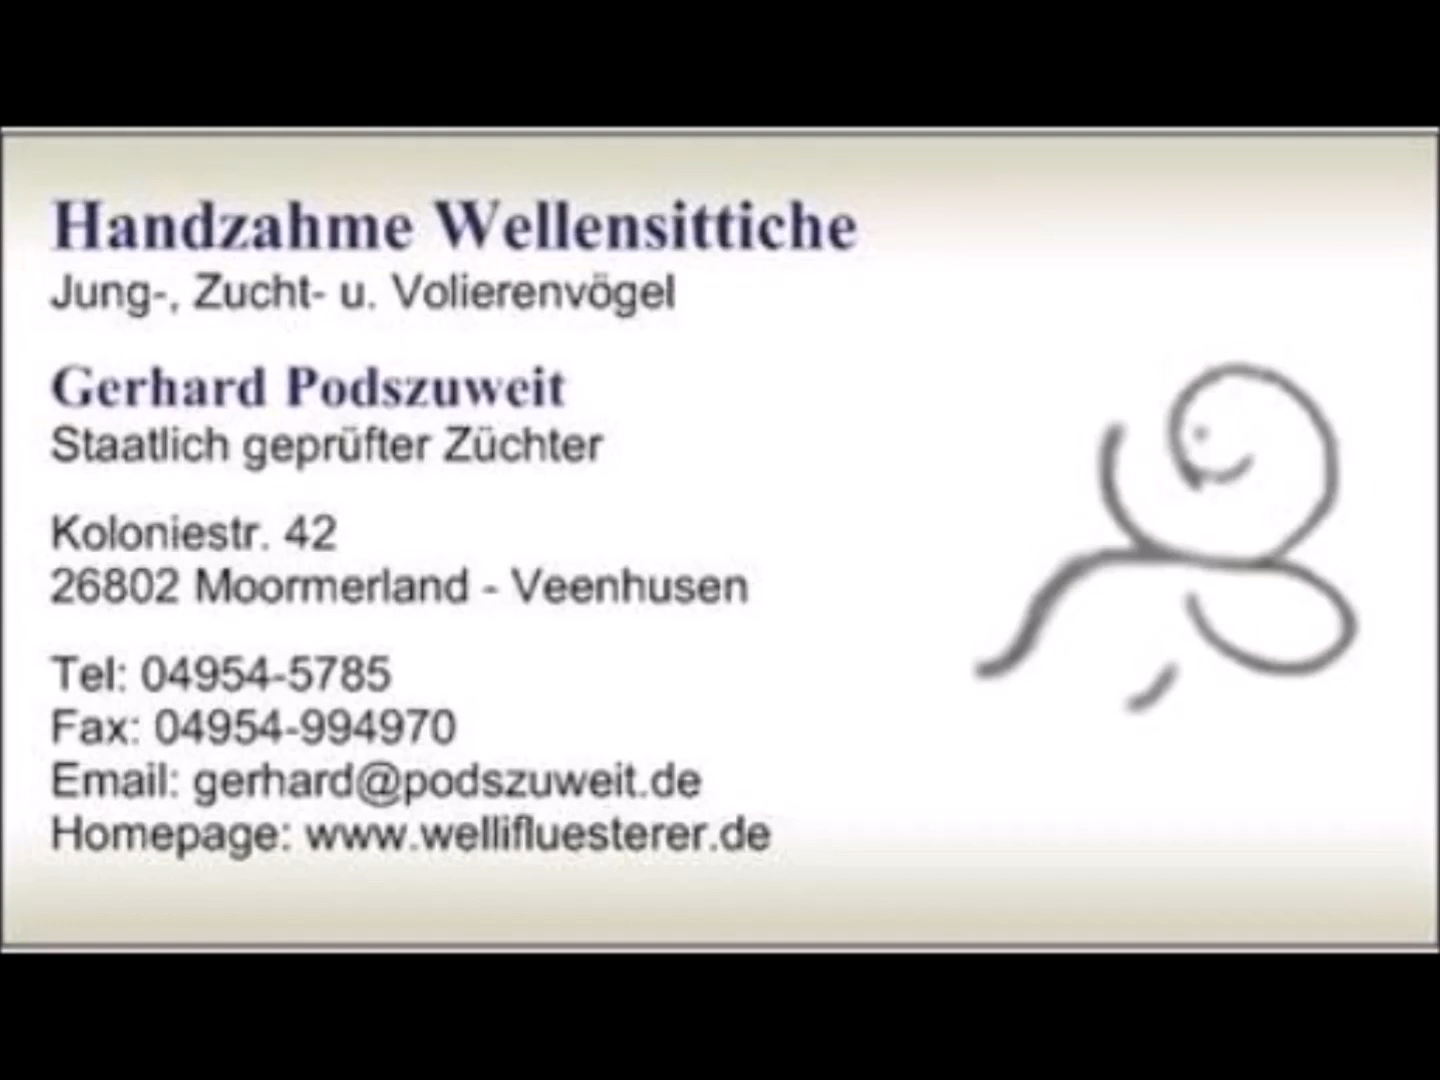 Handzahme Wellensittiche
Jung-, Zucht- u. Volierenvögel
Gerhard Podszuweit
Staatlich geprüfter Züchter
Koloniestr. 42
26802 Moormerland - Veenhusen
Tel: 04954-5785
Fax: 04954-994970
Email: gerhard@podszuweit.de
Homepage: www.wellifluesterer.de